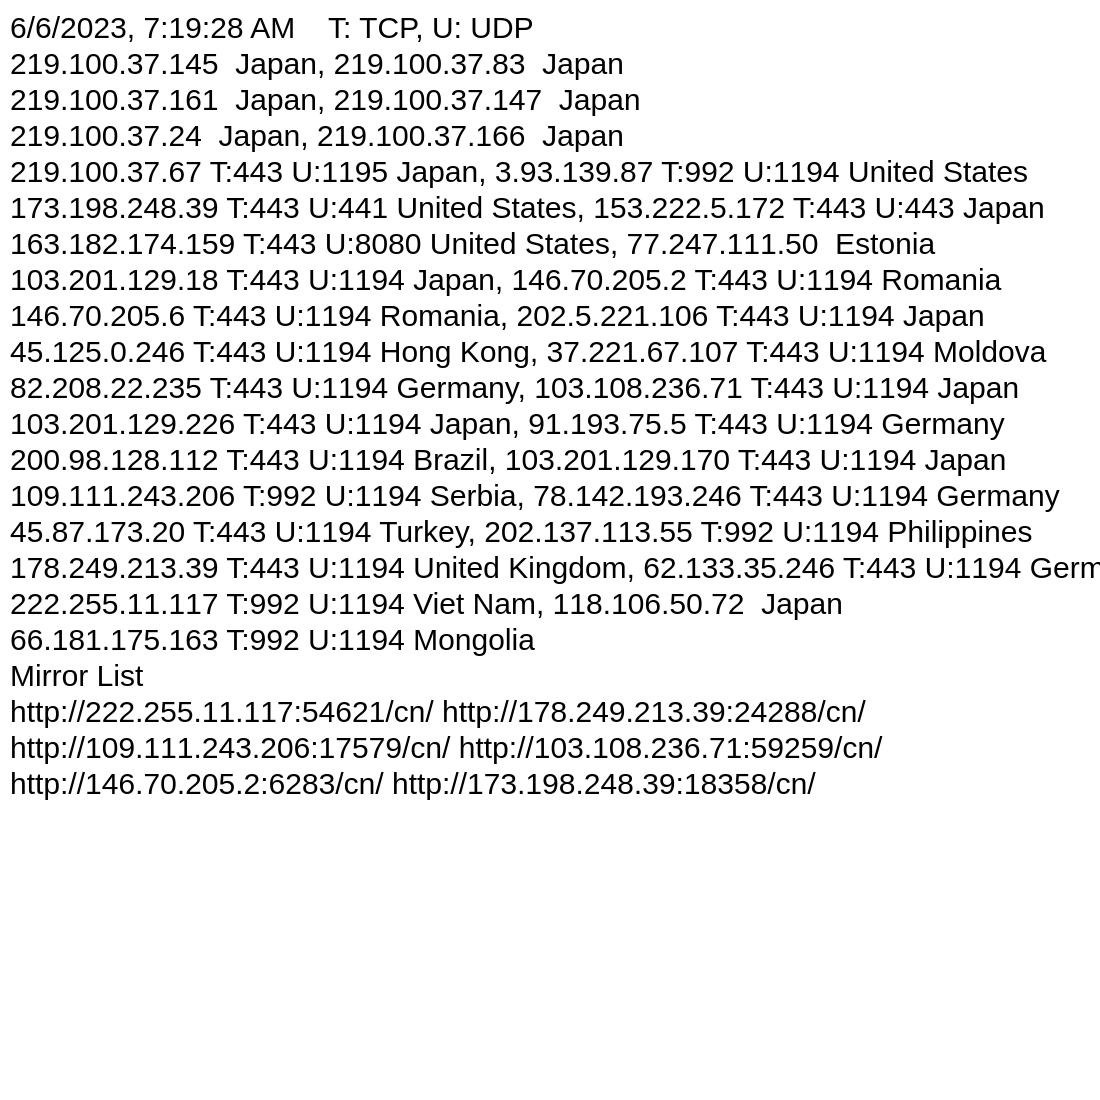 6/6/2023, 7:19:28 AM    T: TCP, U: UDP
219.100.37.145  Japan, 219.100.37.83  Japan
219.100.37.161  Japan, 219.100.37.147  Japan
219.100.37.24  Japan, 219.100.37.166  Japan
219.100.37.67 T:443 U:1195 Japan, 3.93.139.87 T:992 U:1194 United States
173.198.248.39 T:443 U:441 United States, 153.222.5.172 T:443 U:443 Japan
163.182.174.159 T:443 U:8080 United States, 77.247.111.50  Estonia
103.201.129.18 T:443 U:1194 Japan, 146.70.205.2 T:443 U:1194 Romania
146.70.205.6 T:443 U:1194 Romania, 202.5.221.106 T:443 U:1194 Japan
45.125.0.246 T:443 U:1194 Hong Kong, 37.221.67.107 T:443 U:1194 Moldova
82.208.22.235 T:443 U:1194 Germany, 103.108.236.71 T:443 U:1194 Japan
103.201.129.226 T:443 U:1194 Japan, 91.193.75.5 T:443 U:1194 Germany
200.98.128.112 T:443 U:1194 Brazil, 103.201.129.170 T:443 U:1194 Japan
109.111.243.206 T:992 U:1194 Serbia, 78.142.193.246 T:443 U:1194 Germany
45.87.173.20 T:443 U:1194 Turkey, 202.137.113.55 T:992 U:1194 Philippines
178.249.213.39 T:443 U:1194 United Kingdom, 62.133.35.246 T:443 U:1194 Germ
222.255.11.117 T:992 U:1194 Viet Nam, 118.106.50.72  Japan
66.181.175.163 T:992 U:1194 Mongolia
Mirror List
http://222.255.11.117:54621/cn/ http://178.249.213.39:24288/cn/
http://109.111.243.206:17579/cn/ http://103.108.236.71:59259/cn/
http://146.70.205.2:6283/cn/ http://173.198.248.39:18358/cn/